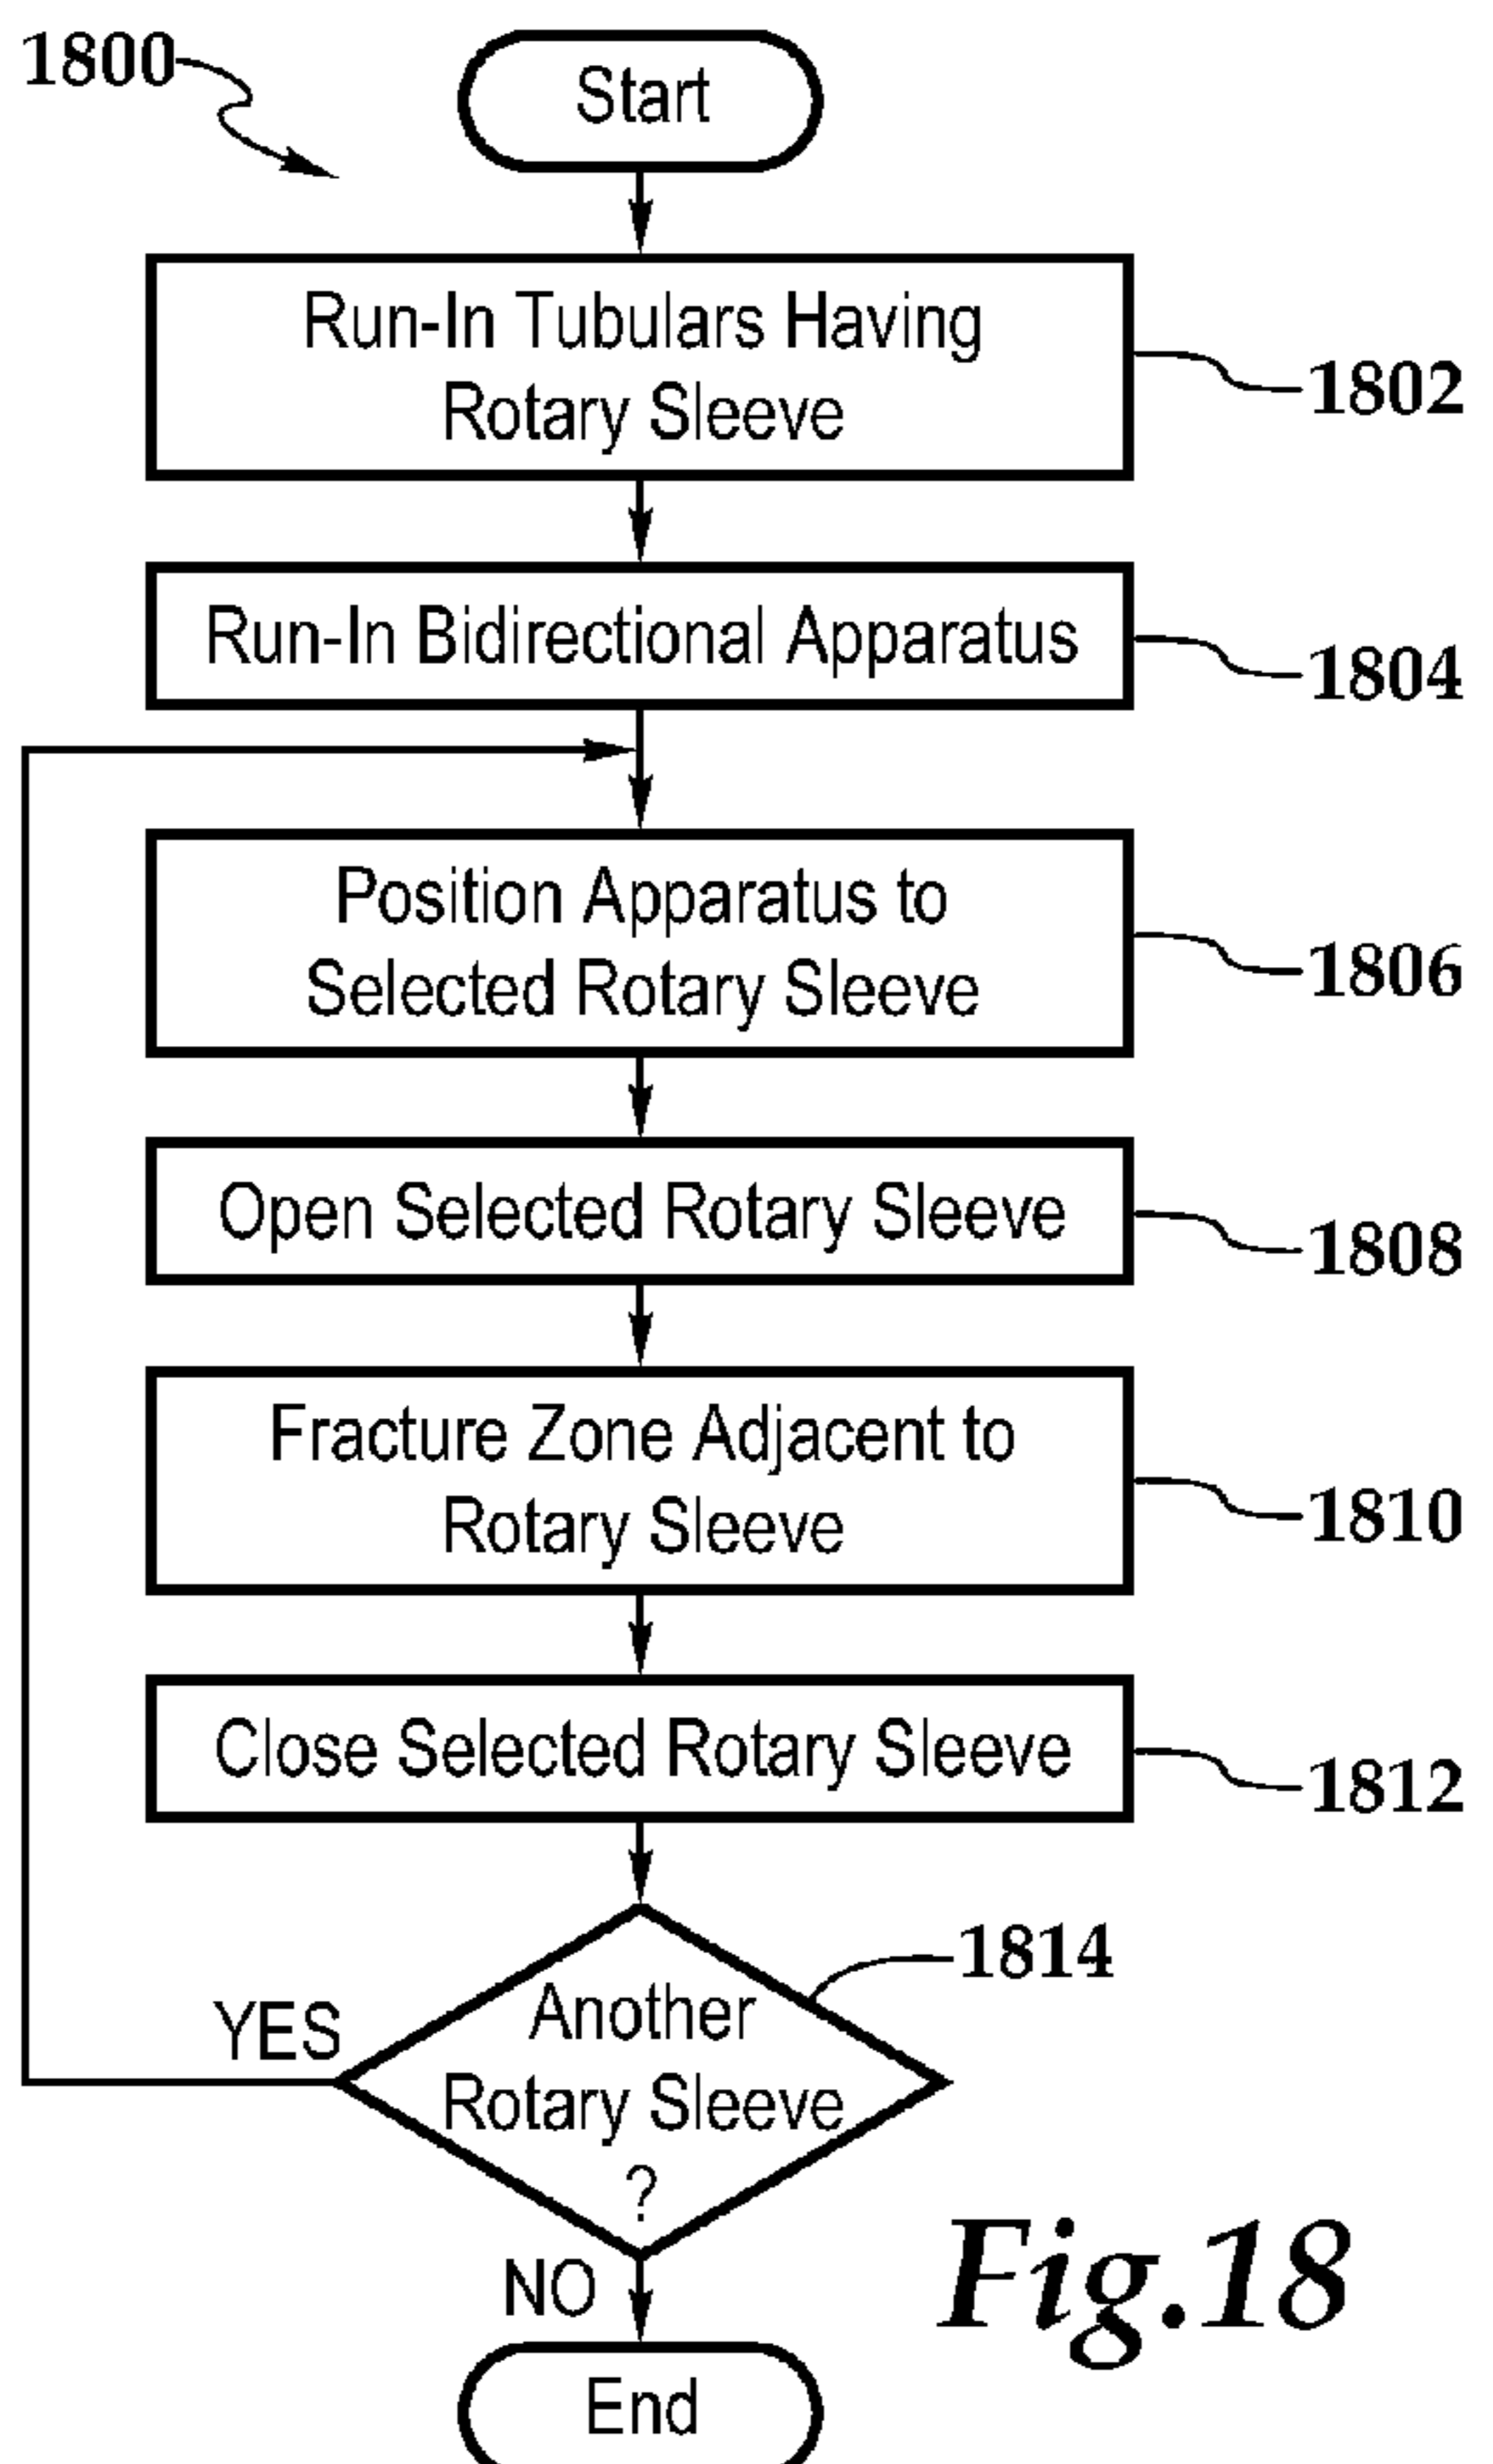 1800
Start
Run-In Tubulars Having
Rotary Sleeve
1802
Run-In Bidirectional Apparatus
1804
Position Apparatus to
Selected Rotary Sleeve
1806
Open Selected Rotary Sleeve
1808
Fracture Zone Adjacent to
Rotary Sleeve
1810
Close Selected Rotary Sleeve
1812
1814
Another
Rotary Sleeve
?
YES
NO
End
Fig.18